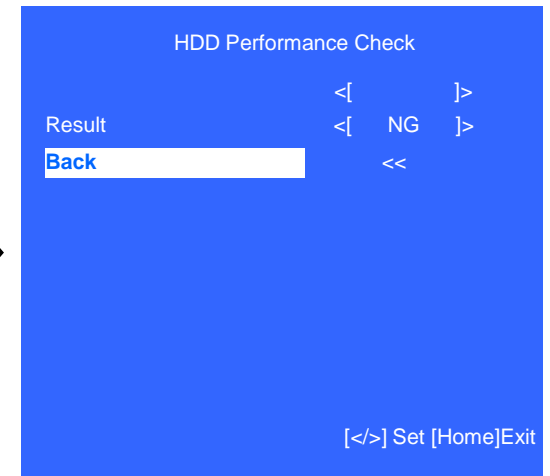 HDD Performance Check
<[ ]>
Result <[ NG ]>
Back <<
[</>] Set [Home]Exit